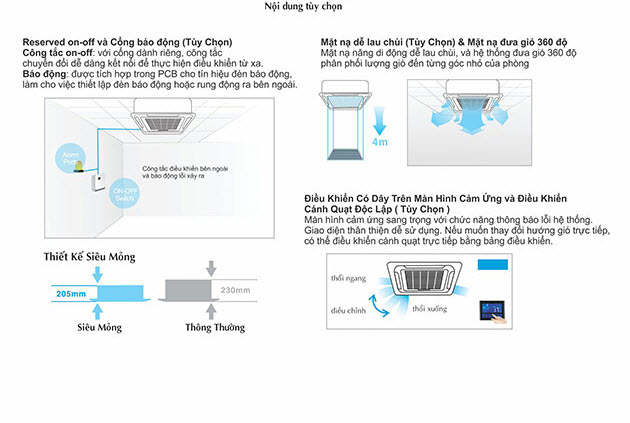 Nội dung tùy chọn
Reserved on-off và Cổng báo động (Tùy Chọn)
Công tắc on-off: với cổng dành riêng, công tắc
chuyển đổi dễ dàng kết nối để thực hiện điều khiển từ xa.
Báo động: được tích hợp trong PCB cho tín hiệu đèn báo động,
làm cho việc thiết lập đèn báo động hoặc rung động ra bên ngoài.
Alarm
Port
ON-OFF
Switch
Công tắc điều khiển bên ngoài
và báo động lỗi xảy ra
Thiết Kế Siêu Mỏng
205mm
230mm
Siêu Mỏng
Thông Thường
Mặt nạ dễ lau chùi (Tùy Chọn) & Mặt nạ đưa gió 360 độ
Mặt nạ nâng di động dễ lau chùi, và hệ thống đưa gió 360 độ
phân phối lượng gió đến từng góc nhỏ của phòng
4m
Điều Khiển Có Dây Trên Màn Hình Cảm Ứng và Điều Khiển
Cánh Quạt Độc Lập ( Tùy Chọn )
Màn hình cảm ứng sang trọng với chức năng thông báo lỗi hệ thống.
Giao diện thân thiện dễ sử dụng. Nếu muốn thay đổi hướng gió trực tiếp,
có thể điều khiển cánh quạt trực tiếp bằng bảng điều khiển.
thổi ngang
điều chỉnh
thổi xuống